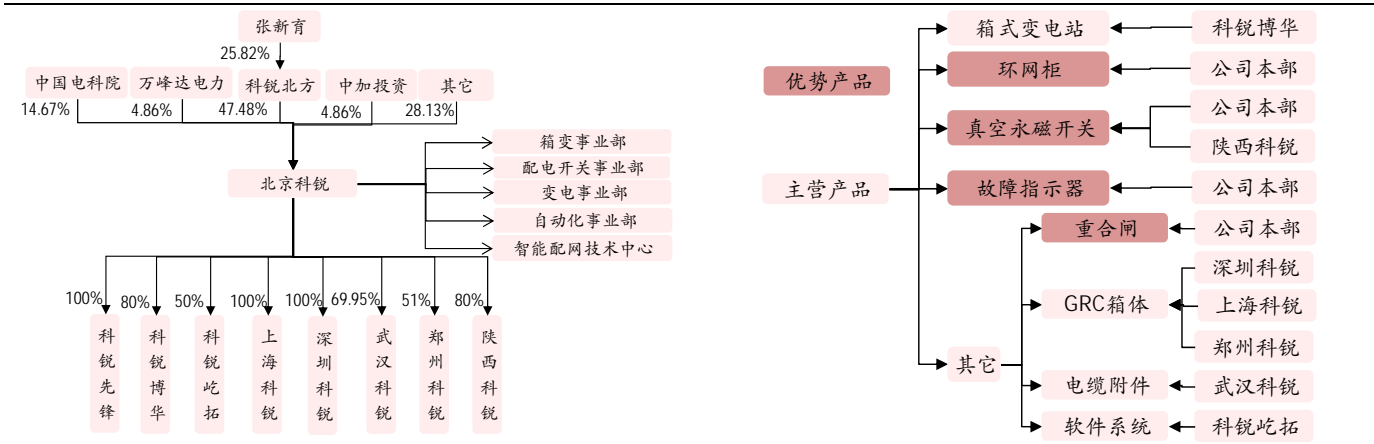 张新育
25.82%
中国电科院
万峰达电力
科锐北方
中加投资
其它
14.67%
4.86%
47.48%
4.86%
28.13%
北京科锐
箱变事业部
配电开关事业部
变电事业部
自动化事业部
智能配网技术中心
100%
80%
50%
100%
100%
69.95%
51%
80%
科锐先锋
科锐博华
科锐屹拓
上海科锐
深圳科锐
武汉科锐
郑州科锐
陕西科锐
优势产品
主营产品
箱式变电站
科锐博华
环网柜
公司本部
真空永磁开关
公司本部
陕西科锐
故障指示器
公司本部
其它
重合闸
公司本部
GRC箱体
深圳科锐
上海科锐
郑州科锐
电缆附件
武汉科锐
软件系统
科锐屹拓